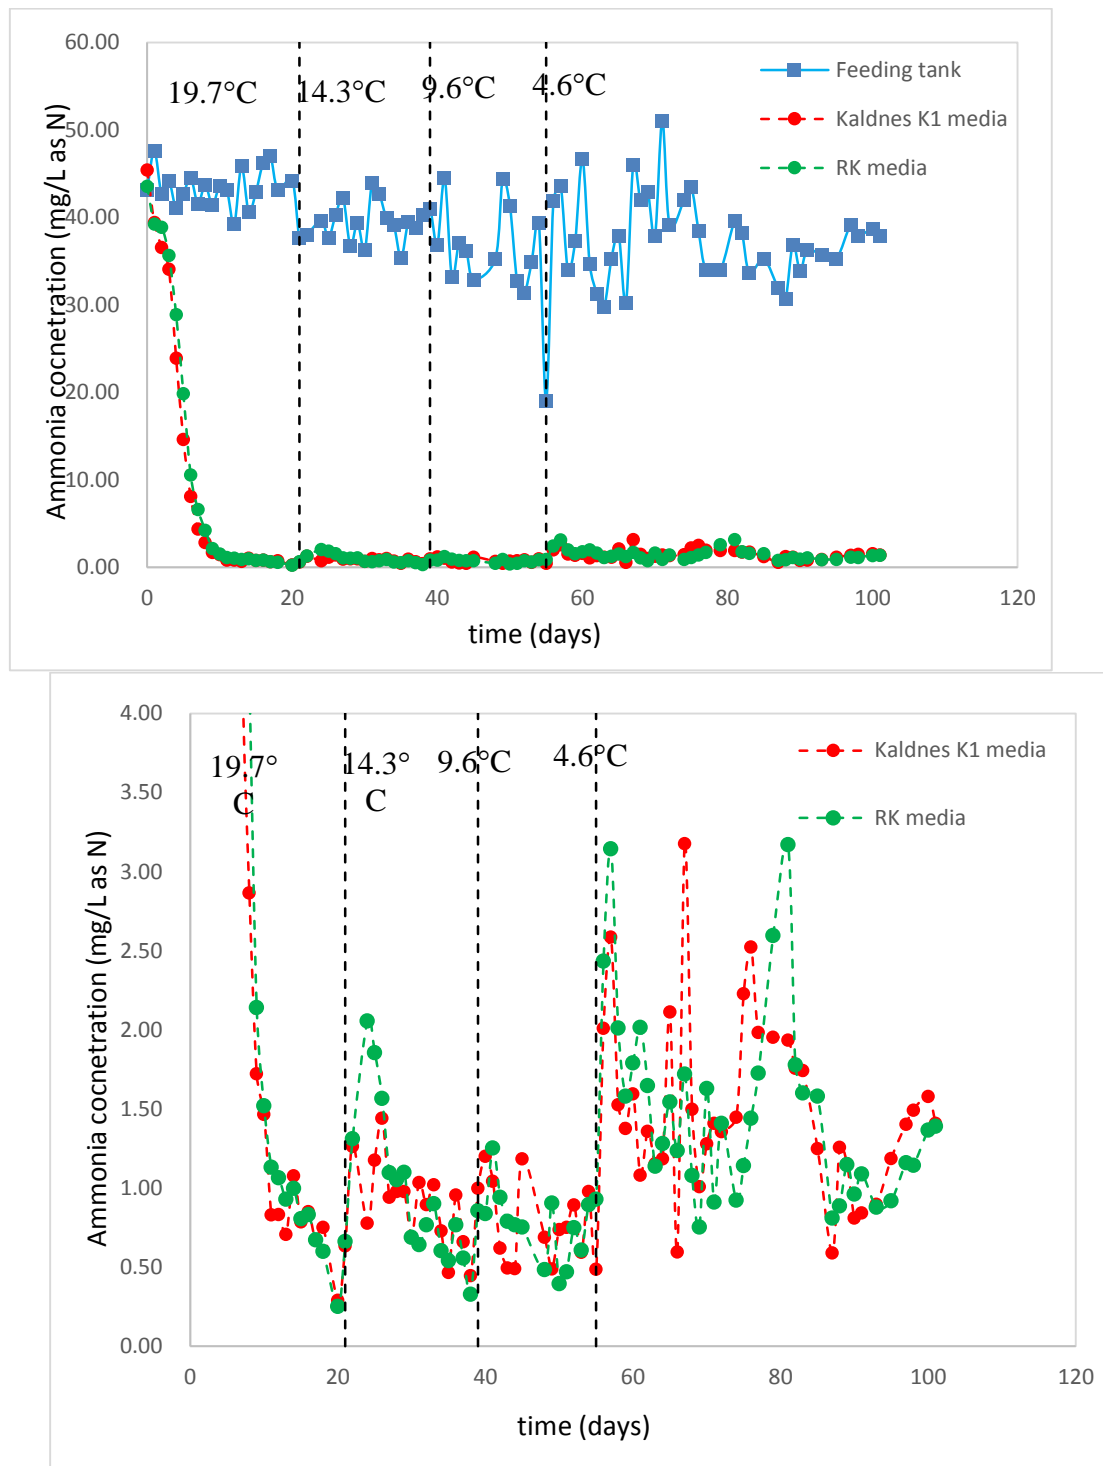 60.00
50.00
40.00
30.00
20.00
10.00
0.00
Ammonia cocnetration (mg/L as N)
19.7°C
14.3°C
9.6°C
4.6°C
Feeding tank
Kaldnes K1 media
RK media
0
20
40
60
80
100
120
time (days)
4.00
3.50
3.00
2.50
2.00
1.50
1.00
0.50
0.00
Ammonia cocnetration (mg/L as N)
19.7°
C
14.3°
C
9.6°C
4.6°C
Kaldnes K1 media
RK media
0
20
40
60
80
100
120
time (days)